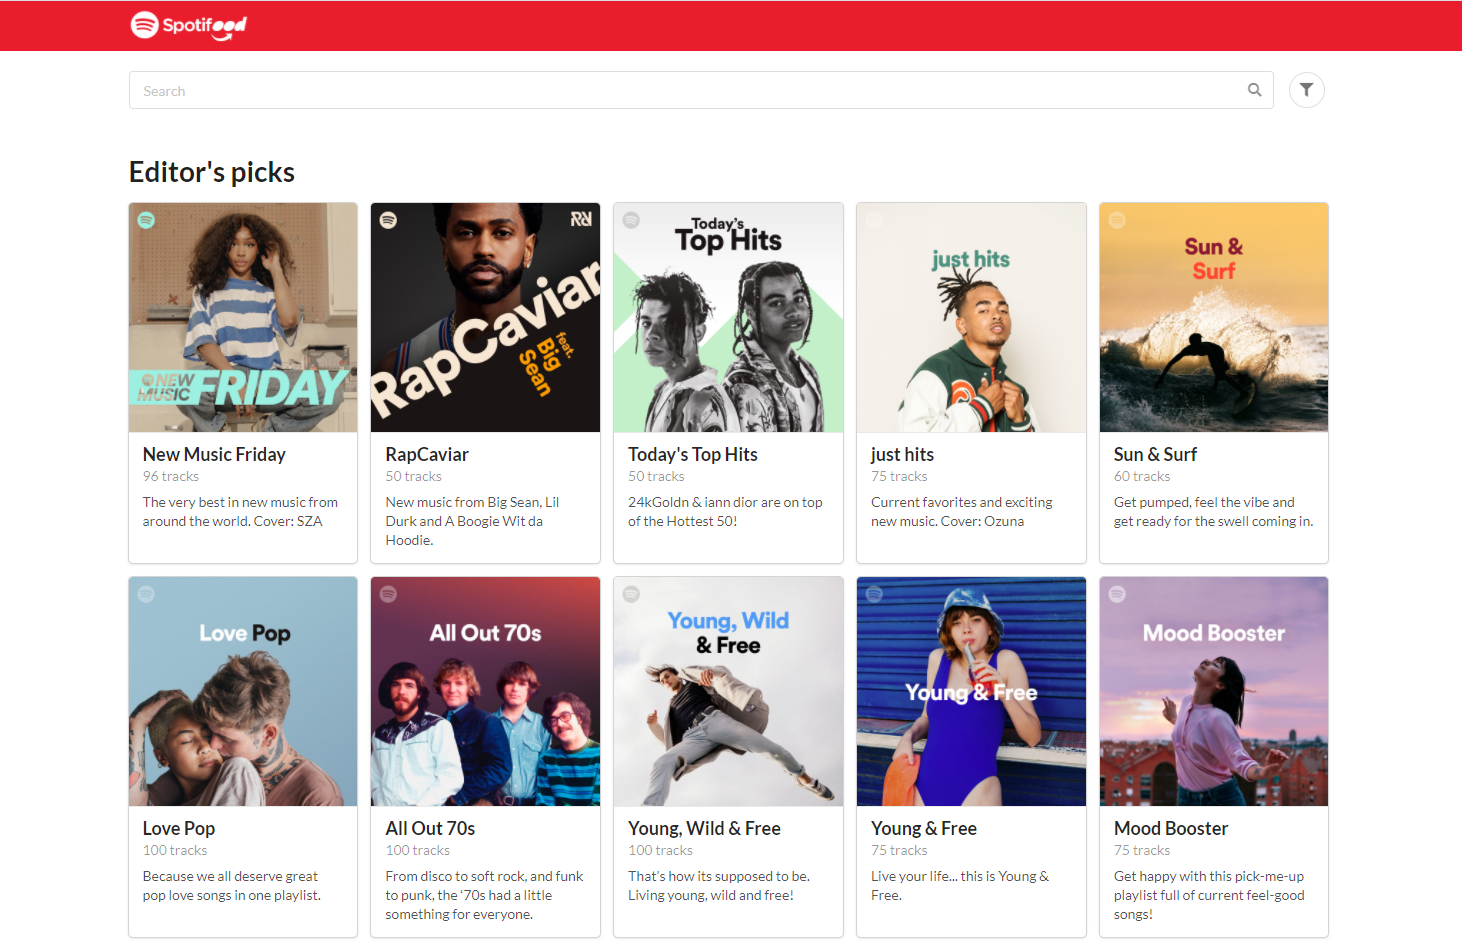 Spotifood
Search
Editor's picks
NEW
MUSIC FRIDAY
RapCaviar
feat.
Big
Sean
Today's
Top Hits
just hits
Sun &
Surf
New Music Friday
96 tracks
The very best in new music from
around the world. Cover: SZA
RapCaviar
50 tracks
New music from Big Sean, Lil
Durk and A Boogie Wit da
Hoodie.
Today's Top Hits
50 tracks
24kGoldn & iann dior are on top
of the Hottest 50!
just hits
75 tracks
Current favorites and exciting
new music. Cover: Ozuna
Sun & Surf
60 tracks
Get pumped, feel the vibe and
get ready for the swell coming in.
Love Pop
All Out 70s
Young, Wild
& Free
Young & Free
Mood Booster
Love Pop
100 tracks
Because we all deserve great
pop love songs in one playlist.
All Out 70s
100 tracks
From disco to soft rock, and funk
to punk, the ‘70s had a little
something for everyone.
Young, Wild & Free
100 tracks
That’s how its supposed to be.
Living young, wild and free!
Young & Free
75 tracks
Live your life... this is Young &
Free.
Mood Booster
75 tracks
Get happy with this pick-me-up
playlist full of current feel-good
songs!